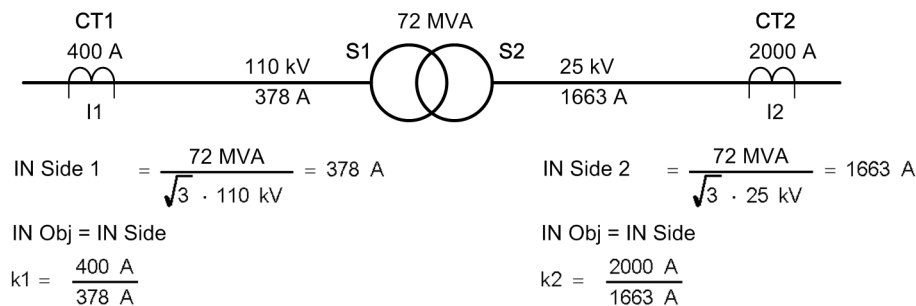 CT1
72 MVA
CT2
400 A
S1
S2
2000 A
110 kV
25 kV
378 A
1663 A
I1
I2
IN Side 1 = 72 MVA / √3 · 110 kV = 378 A
IN Side 2 = 72 MVA / √3 · 25 kV = 1663 A
IN Obj = IN Side
IN Obj = IN Side
k1 = 400 A / 378 A
k2 = 2000 A / 1663 A